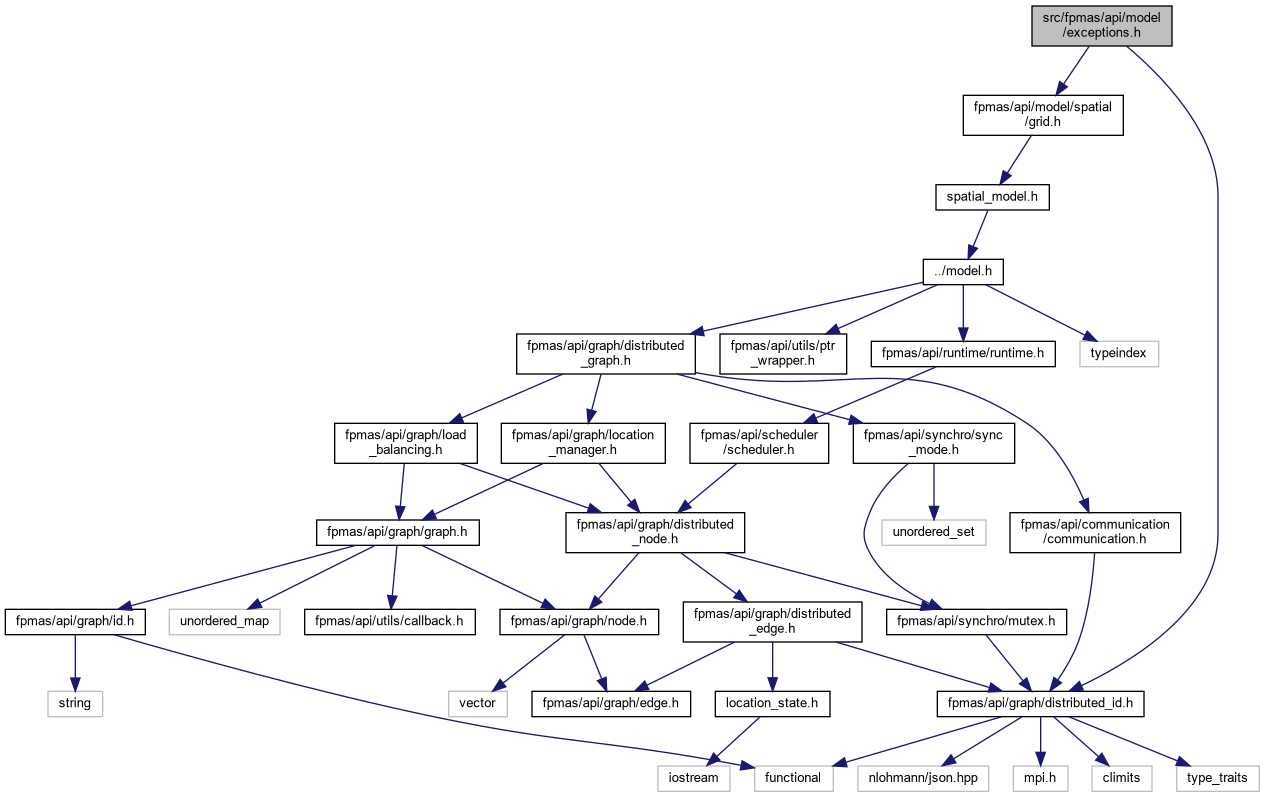 src/fpmas/api/model
/exceptions.h
fpmas/api/model/spatial
/grid.h
spatial_model.h
../model.h
fpmas/api/graph/distributed
_graph.h
fpmas/api/utils/ptr
_wrapper.h
fpmas/api/runtime/runtime.h
typeindex
fpmas/api/graph/load
_balancing.h
fpmas/api/graph/location
_manager.h
fpmas/api/scheduler
/scheduler.h
fpmas/api/synchro/sync
_mode.h
fpmas/api/graph/graph.h
fpmas/api/graph/distributed
_node.h
unordered_set
fpmas/api/communication
/communication.h
fpmas/api/graph/id.h
unordered_map
fpmas/api/utils/callback.h
fpmas/api/graph/node.h
fpmas/api/graph/distributed
_edge.h
fpmas/api/synchro/mutex.h
string
vector
fpmas/api/graph/edge.h
location_state.h
fpmas/api/graph/distributed_id.h
iostream
functional
nlohmann/json.hpp
mpi.h
climits
type_traits